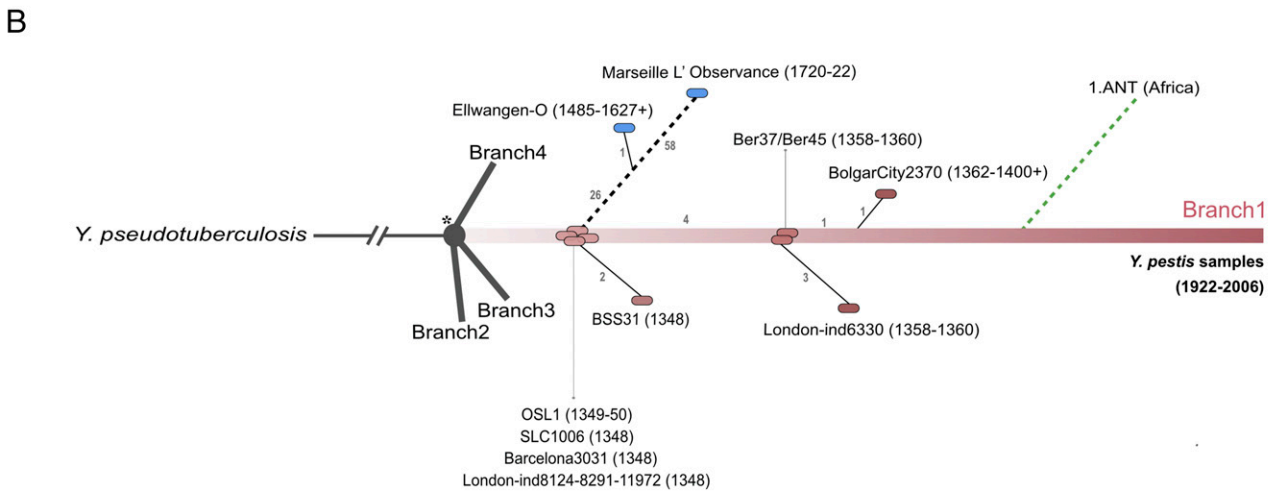 B
Marseille L' Observance (1720-22)
1.ANT (Africa)
Ellwangen-O (1485-1627+)
58
Ber37/Ber45 (1358-1360)
Branch4
1
BolgarCity2370 (1362-1400+)
26
*
4
1
1
Branch1
Y. pseudotuberculosis
Y. pestis samples
(1922-2006)
2
3
Branch3
BSS31 (1348)
Branch2
London-ind6330 (1358-1360)
OSL1 (1349-50)
SLC1006 (1348)
Barcelona3031 (1348)
London-ind8124-8291-11972 (1348)